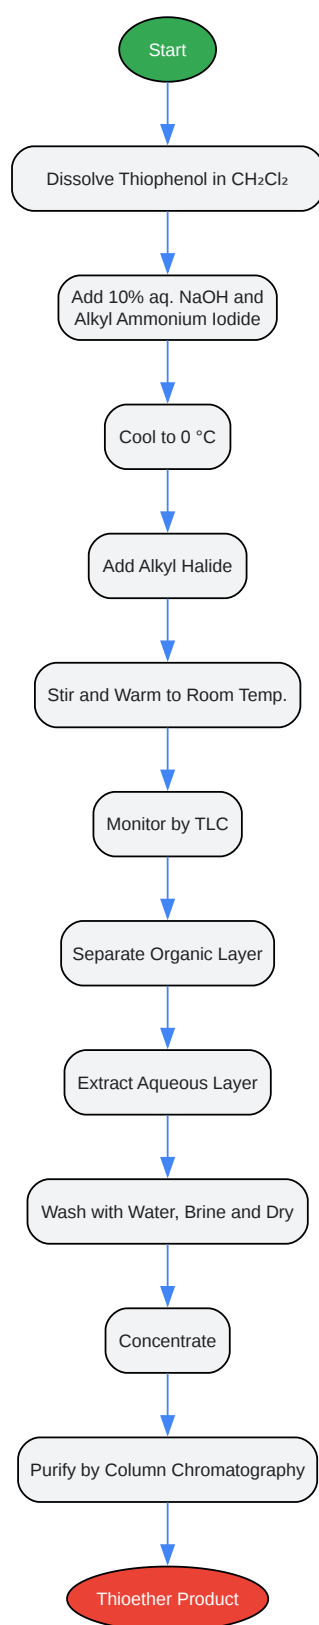 Start
Dissolve Thiophenol in CH₂Cl₂
Add 10% aq. NaOH and
Alkyl Ammonium Iodide
Cool to 0 °C
Add Alkyl Halide
Stir and Warm to Room Temp.
Monitor by TLC
Separate Organic Layer
Extract Aqueous Layer
Wash with Water, Brine and Dry
Concentrate
Purify by Column Chromatography
Thioether Product